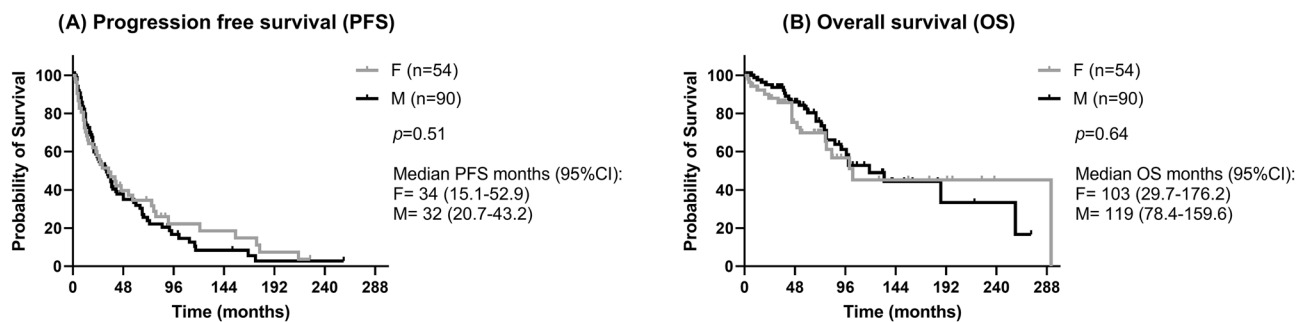 (A) Progression free survival (PFS)
Probability of Survival
100
80
60
40
20
0
0 48 96 144 192 240 288
Time (months)
F (n=54)
M (n=90)
p=0.51
Median PFS months (95%CI):
F= 34 (15.1-52.9)
M= 32 (20.7-43.2)
(B) Overall survival (OS)
Probability of Survival
100
80
60
40
20
0
0 48 96 144 192 240 288
Time (months)
F (n=54)
M (n=90)
p=0.64
Median OS months (95%CI):
F= 103 (29.7-176.2)
M= 119 (78.4-159.6)